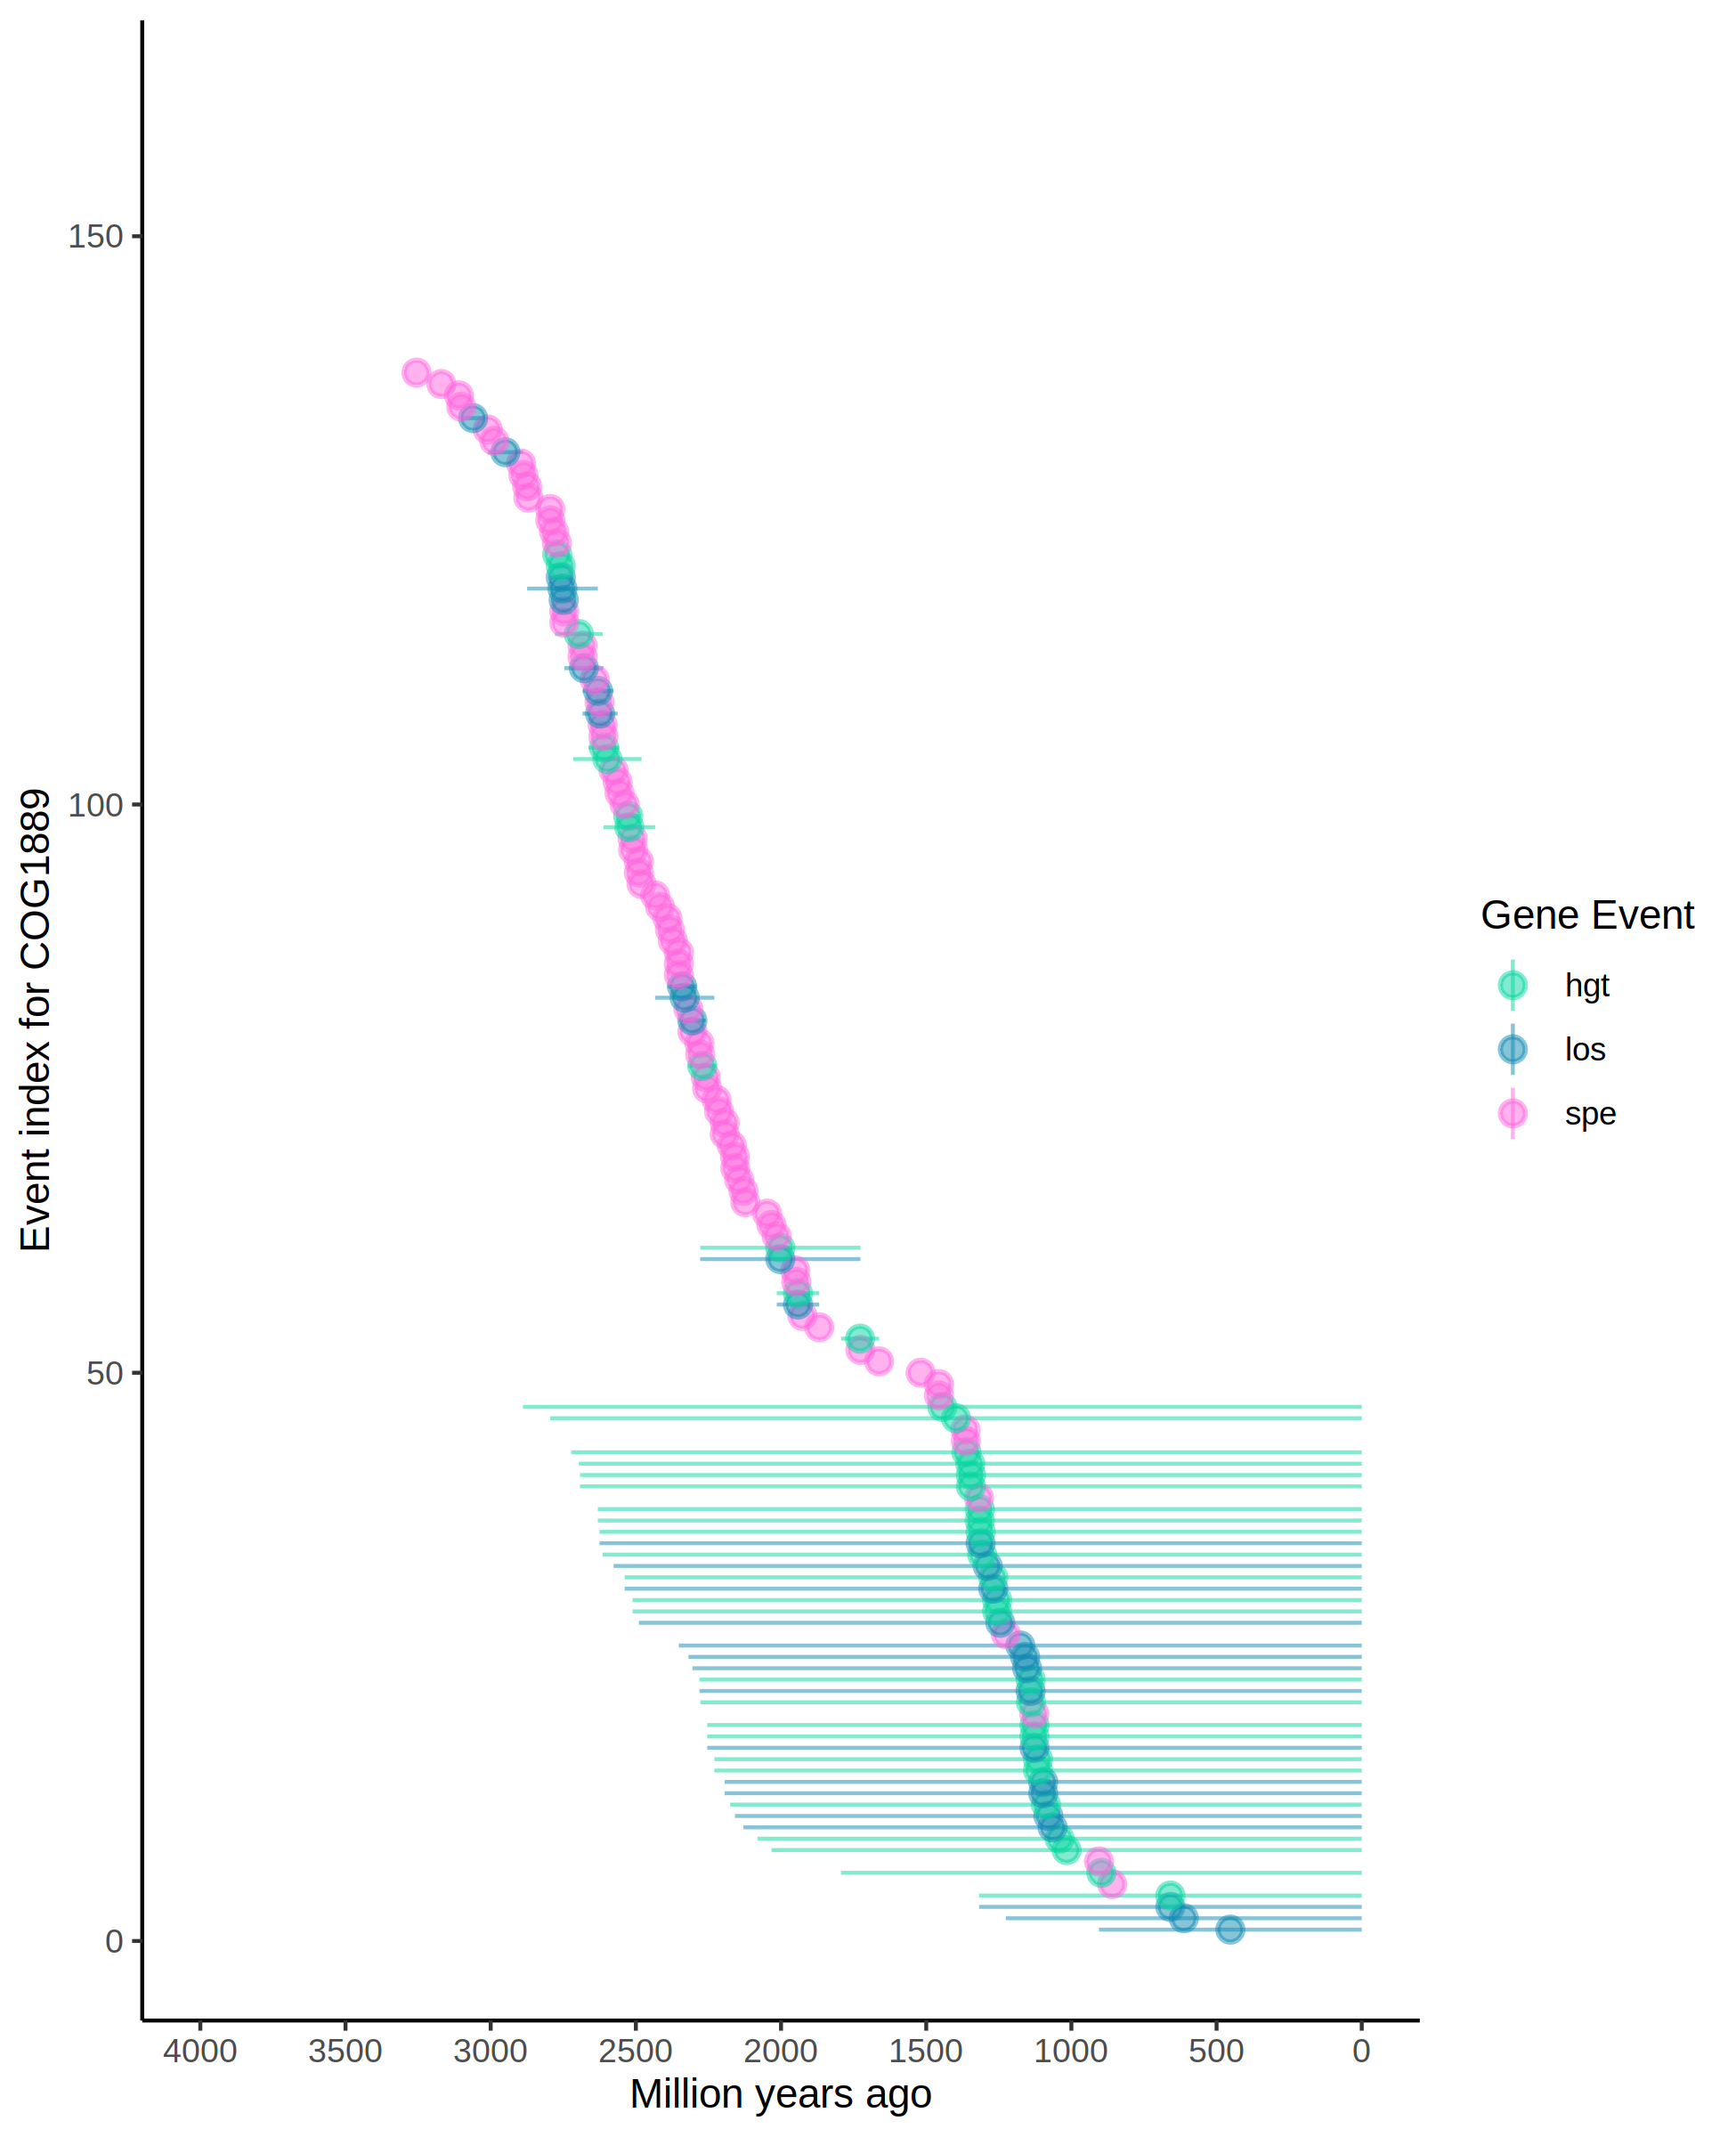 150
100
50
0
Event index for COG1889
4000 3500 3000 2500 2000 1500 1000 500 0
Million years ago
Gene Event
hgt
los
spe